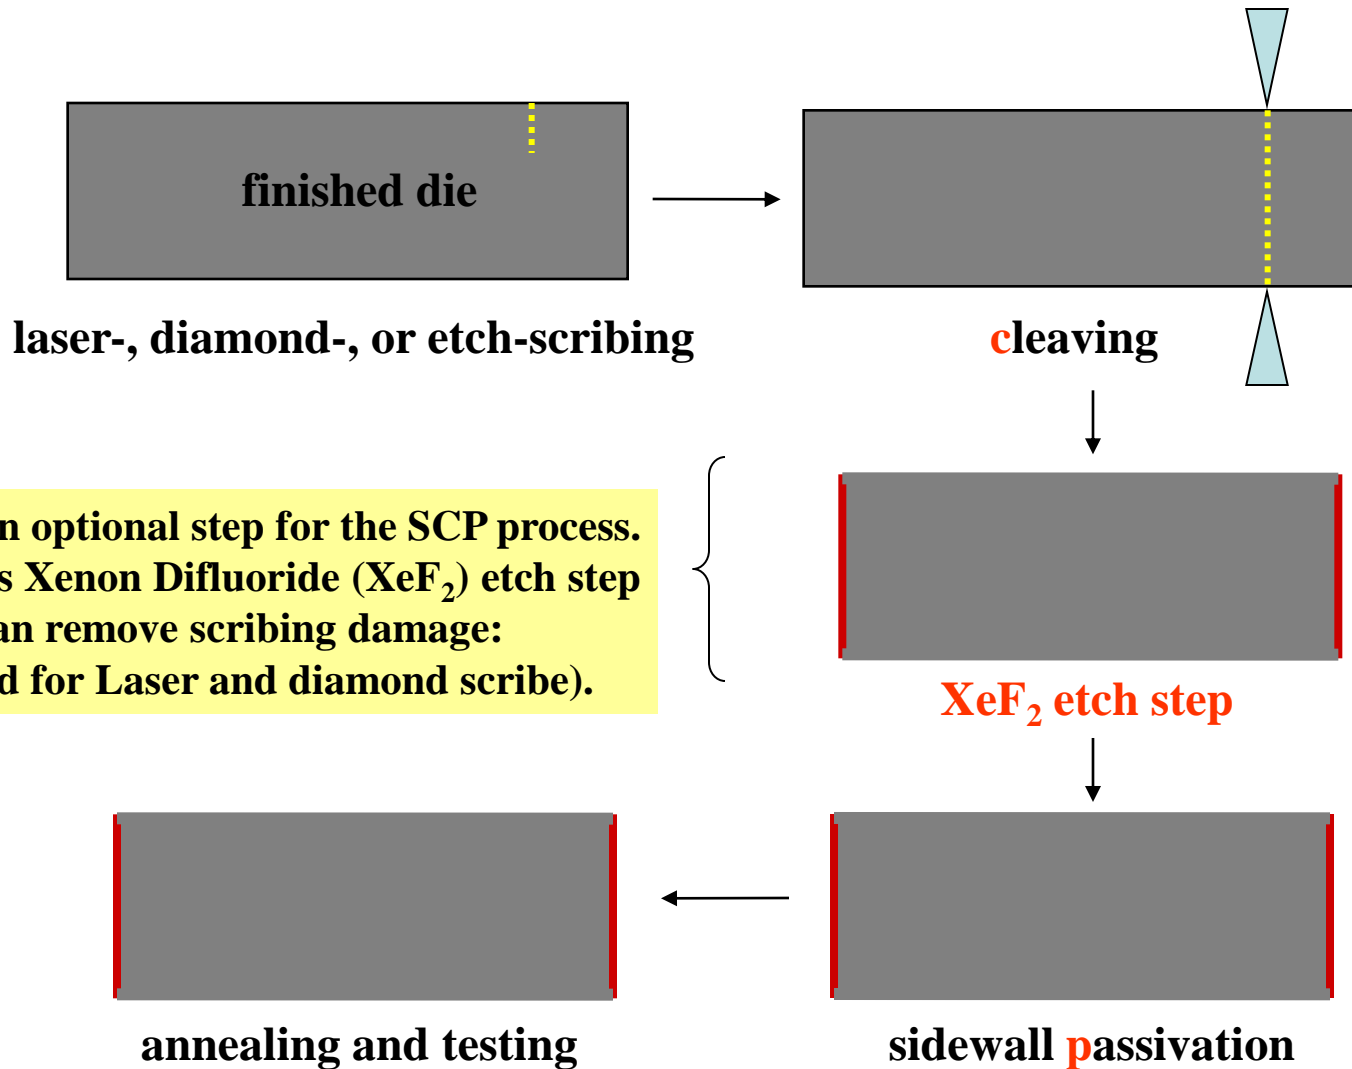 finished die
laser-, diamond-, or etch-scribing
cleaving
n optional step for the SCP process.
s Xenon Difluoride (XeF₂) etch step
an remove scribing damage:
d for Laser and diamond scribe).
XeF₂ etch step
annealing and testing
sidewall passivation